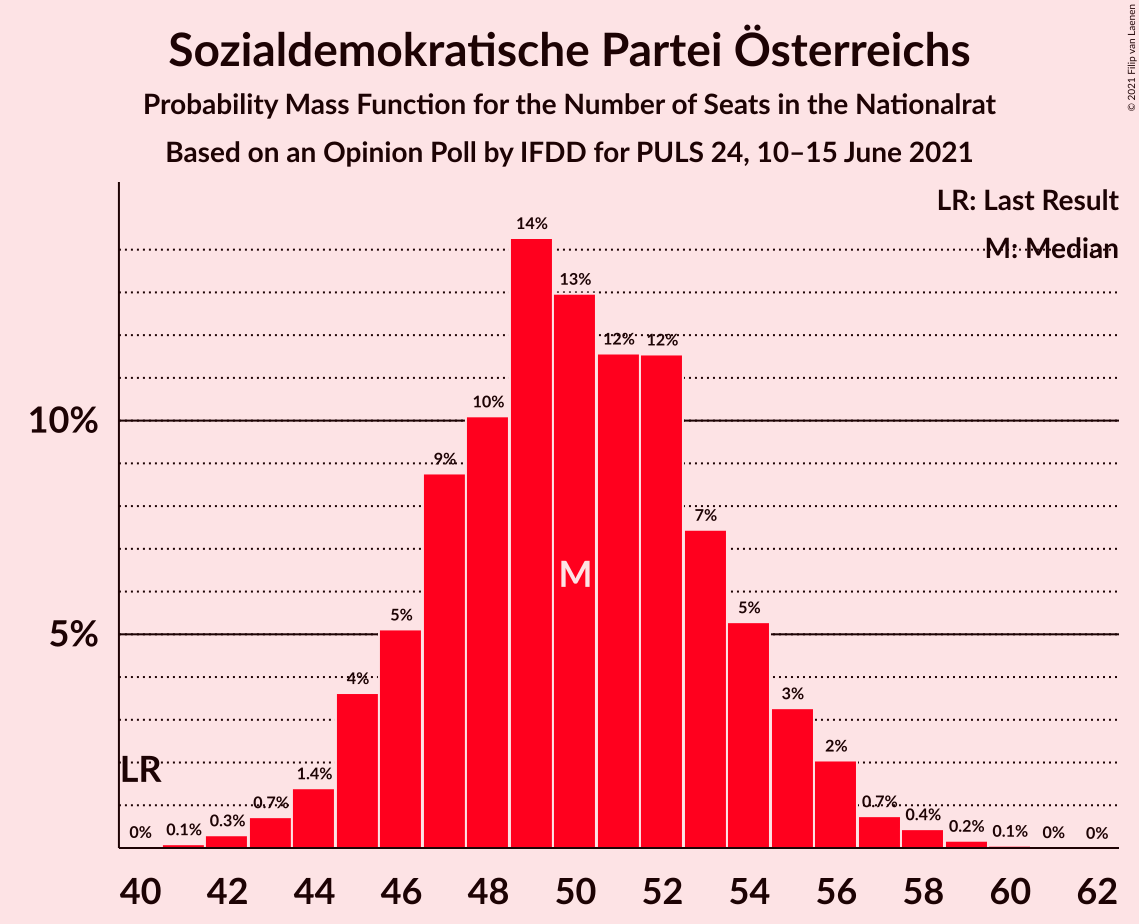 Sozialdemokratische Partei Österreichs
Probability Mass Function for the Number of Seats in the Nationalrat
Based on an Opinion Poll by IFDD for PULS 24, 10–15 June 2021
© 2021 Filip van Laenen
LR: Last Result
M: Median
10%
5%
LR
M
0%
0.1%
0.3%
0.7%
1.4%
4%
5%
9%
10%
14%
13%
12%
12%
7%
5%
3%
2%
0.7%
0.4%
0.2%
0.1%
0%
0%
40 42 44 46 48 50 52 54 56 58 60 62